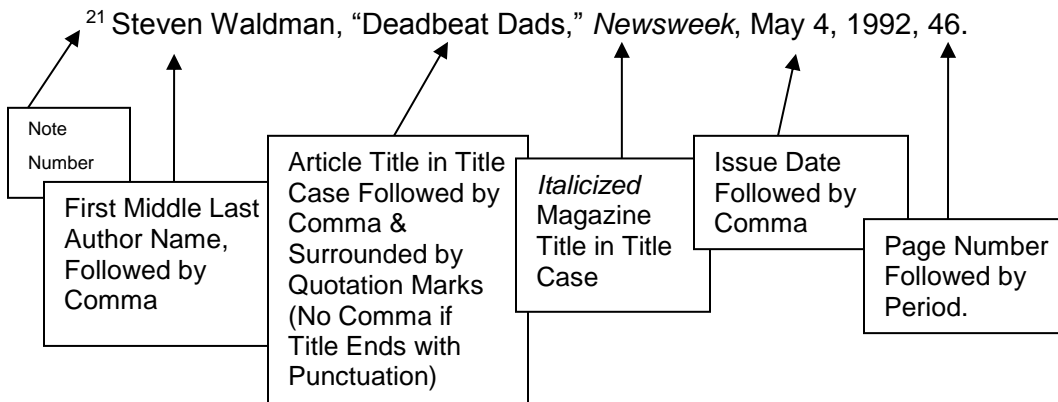 21 Steven Waldman, “Deadbeat Dads,” Newsweek, May 4, 1992, 46.
Note
Number
First Middle Last
Author Name,
Followed by
Comma
Article Title in Title
Case Followed by
Comma &
Surrounded by
Quotation Marks
(No Comma if
Title Ends with
Punctuation)
Italicized
Magazine
Title in Title
Case
Issue Date
Followed by
Comma
Page Number
Followed by
Period.